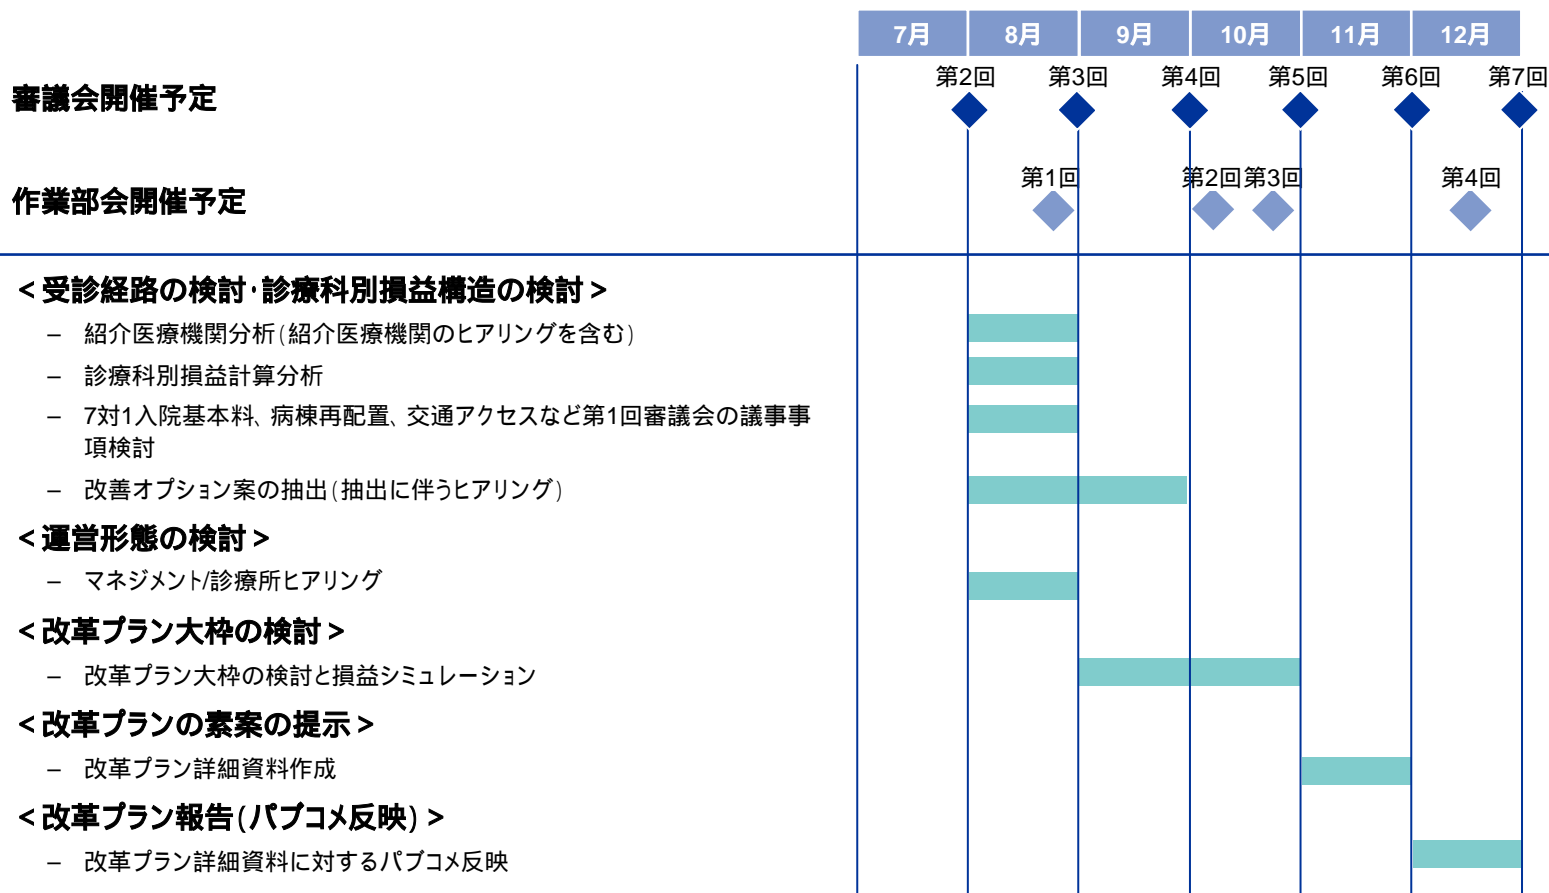 7月 8月 9月 10月 11月 12月
審議会開催予定
第2回 第3回 第4回 第5回 第6回 第7回
作業部会開催予定
第1回 第2回 第3回 第4回
<受診経路の検討・診療科別損益構造の検討>
– 紹介医療機関分析(紹介医療機関のヒアリングを含む)
– 診療科別損益計算分析
– 7対1入院基本料、病棟再配置、交通アクセスなど第1回審議会の議事事
項検討
– 改善オプション案の抽出(抽出に伴うヒアリング)
<運営形態の検討>
– マネジメント/診療所ヒアリング
<改革プラン大枠の検討>
– 改革プラン大枠の検討と損益シミュレーション
<改革プランの素案の提示>
– 改革プラン詳細資料作成
<改革プラン報告(パブコメ反映)>
– 改革プラン詳細資料に対するパブコメ反映